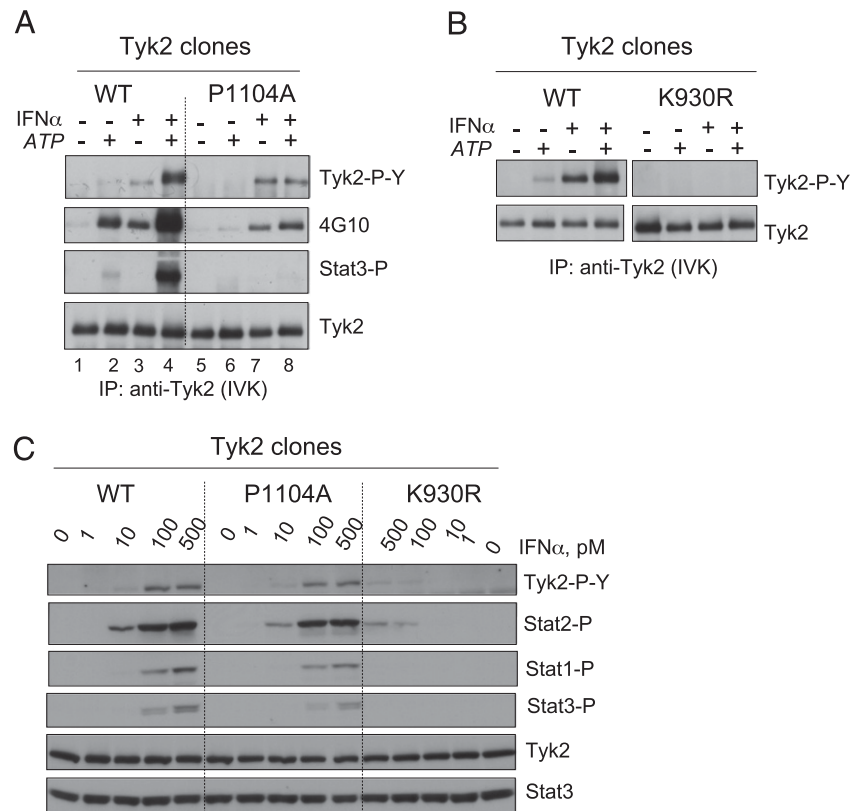 A
Tyk2 clones
WT P1104A
IFNα - - + + - - + +
ATP - + - + - + - +
Tyk2-P-Y
4G10
Stat3-P
Tyk2
1 2 3 4 5 6 7 8
IP: anti-Tyk2 (IVK)
B
Tyk2 clones
WT K930R
IFNα - - + + - - + +
ATP - + - + - + - +
Tyk2-P-Y
Tyk2
IP: anti-Tyk2 (IVK)
C
Tyk2 clones
WT P1104A K930R
0 1 10 100 500 0 1 10 100 500 500 100 10 1 0 IFNα, pM
Tyk2-P-Y
Stat2-P
Stat1-P
Stat3-P
Tyk2
Stat3